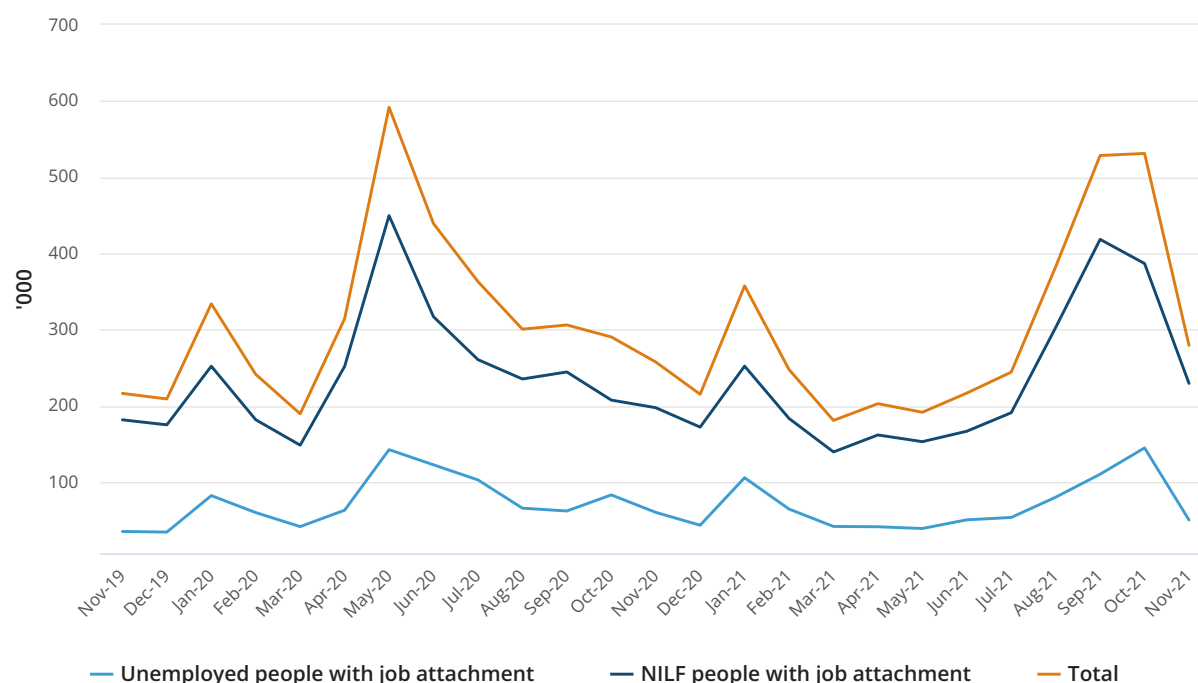 700
600
500
400
300
200
100
'000
Nov-19
Dec-19
Jan-20
Feb-20
Mar-20
Apr-20
May-20
Jun-20
Jul-20
Aug-20
Sep-20
Oct-20
Nov-20
Dec-20
Jan-21
Feb-21
Mar-21
Apr-21
May-21
Jun-21
Jul-21
Aug-21
Sep-21
Oct-21
Nov-21
Unemployed people with job attachment
NILF people with job attachment
Total